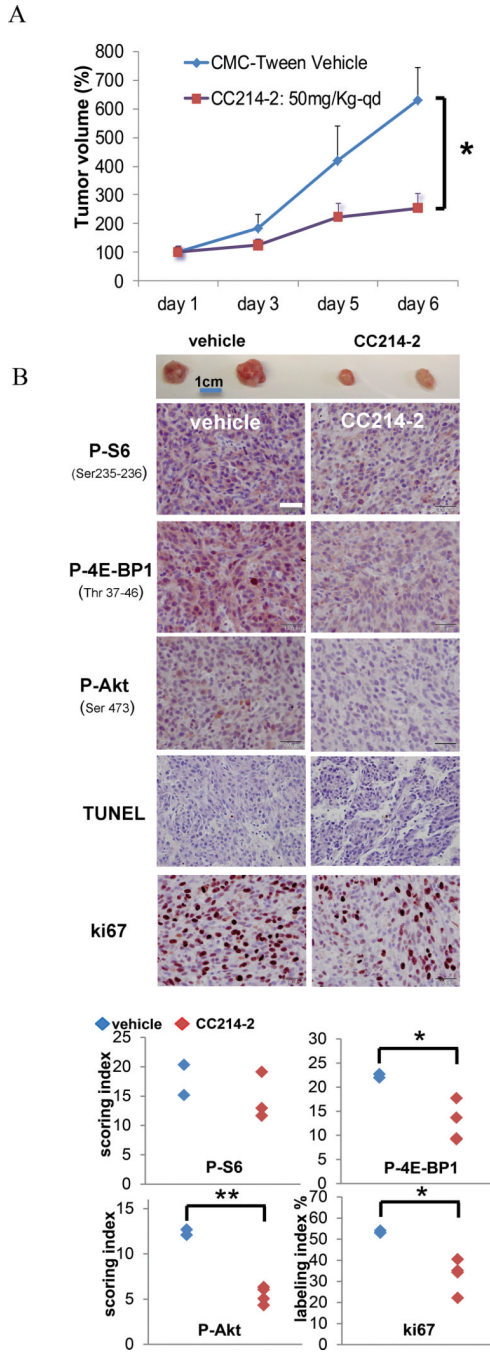 A
Tumor volume (%)
800
700
600
500
400
300
200
100
0
CMC-Tween Vehicle
CC214-2: 50mg/Kg-qd
*
day 1 day 3 day 5 day 6
B
vehicle CC214-2
1cm
vehicle CC214-2
P-S6
(Ser235-236)
P-4E-BP1
(Thr 37-46)
P-Akt
(Ser 473)
TUNEL
ki67
vehicle CC214-2
scoring index
25
20
15
10
5
0
P-S6
30
25
20
15
10
5
0
*
P-4E-BP1
scoring index
15
10
5
0
**
P-Akt
labeling index %
70
60
50
40
30
20
10
0
*
ki67